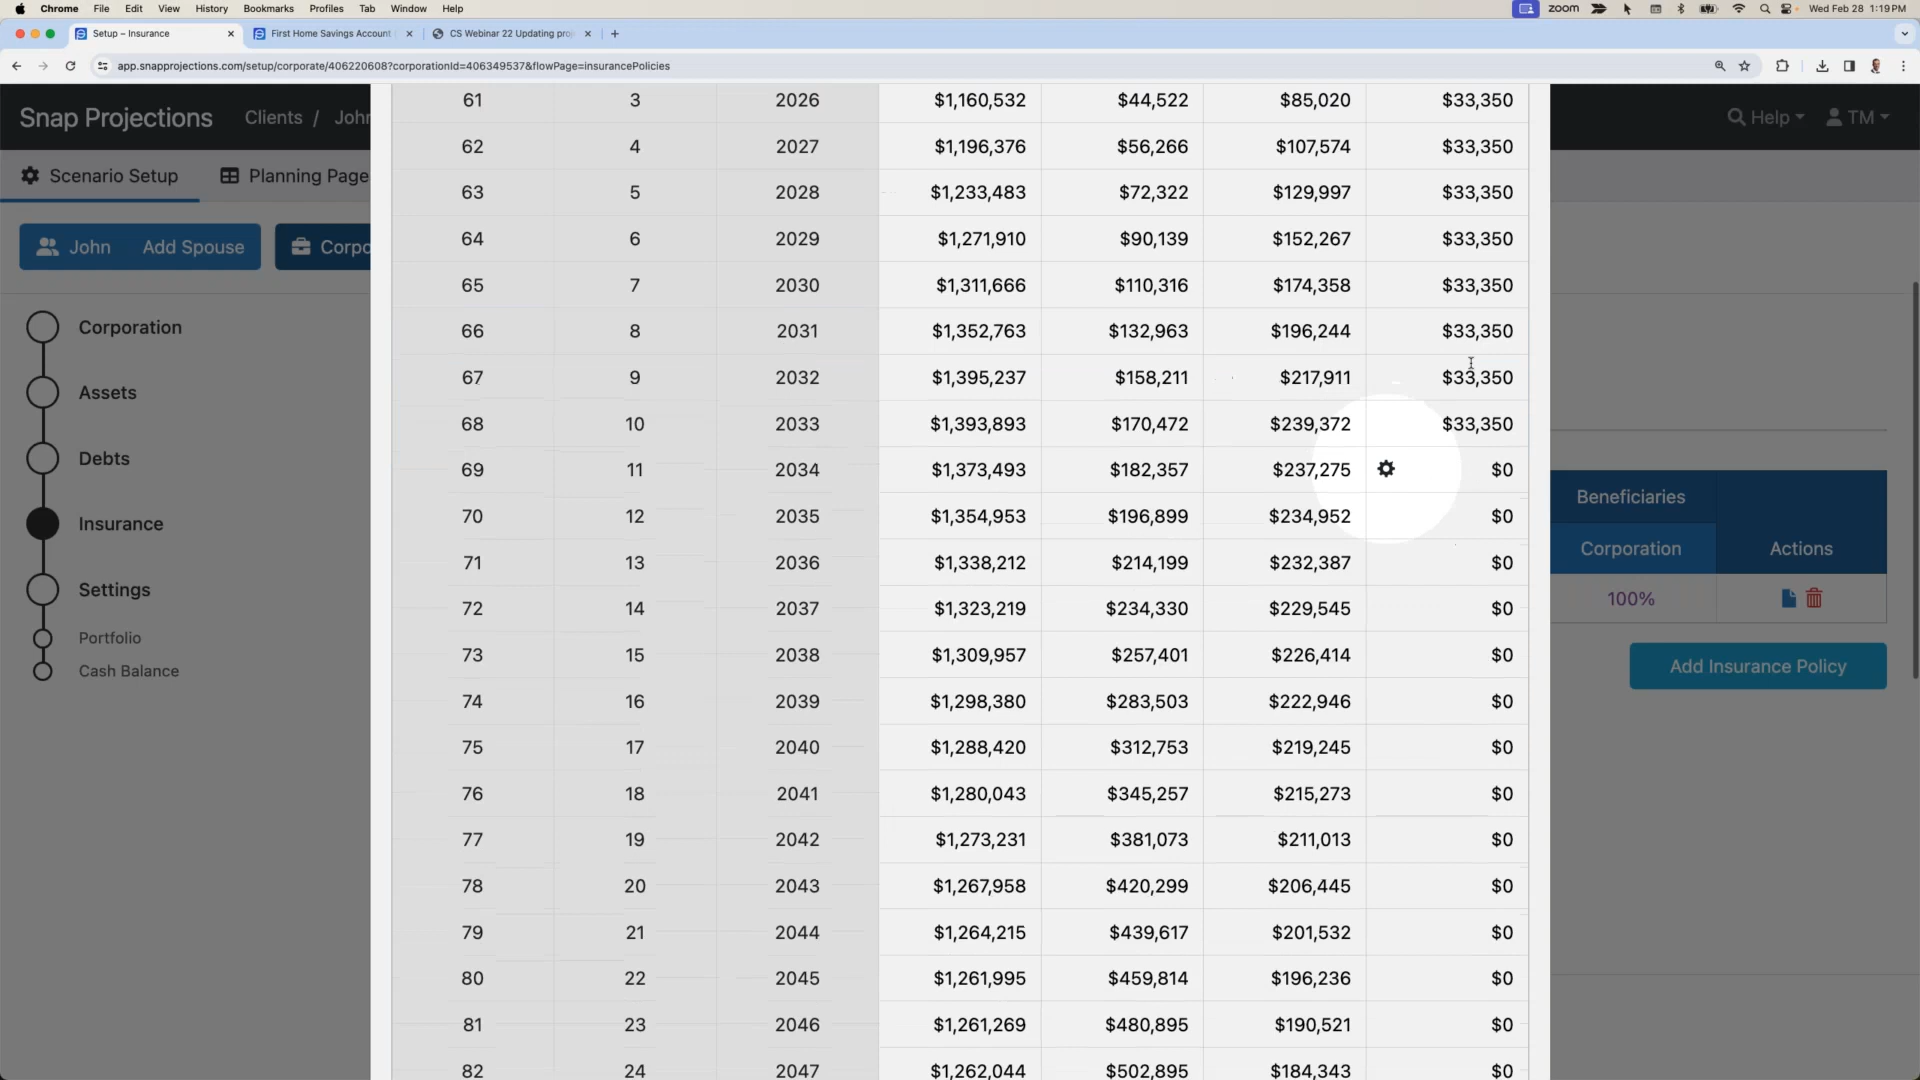 Chrome File Edit View History Bookmarks Profiles Tab Window Help zoom Wed Feb 28 1:19 PM
Setup – Insurance First Home Savings Account CS Webinar 22 Updating
app.snapprojections.com/setup/corporate/406220608?corporationId=406349537&flowPage=insurancePolicies
Snap Projections Clients / John Help TM
Scenario Setup Planning Page
John Add Spouse
Corporation
Assets
Debts
Insurance
Settings
Portfolio
Cash Balance
61 3 2026 $1,160,532 $44,522 $85,020 $33,350
62 4 2027 $1,196,376 $56,266 $107,574 $33,350
63 5 2028 $1,233,483 $72,322 $129,997 $33,350
64 6 2029 $1,271,910 $90,139 $152,267 $33,350
65 7 2030 $1,311,666 $110,316 $174,358 $33,350
66 8 2031 $1,352,763 $132,963 $196,244 $33,350
67 9 2032 $1,395,237 $158,211 $217,911 $33,350
68 10 2033 $1,393,893 $170,472 $239,372 $33,350
69 11 2034 $1,373,493 $182,357 $237,275 $0
70 12 2035 $1,354,953 $196,899 $234,952 $0
71 13 2036 $1,338,212 $214,199 $232,387 $0
72 14 2037 $1,323,219 $234,330 $229,545 $0
73 15 2038 $1,309,957 $257,401 $226,414 $0
74 16 2039 $1,298,380 $283,503 $222,946 $0
75 17 2040 $1,288,420 $312,753 $219,245 $0
76 18 2041 $1,280,043 $345,257 $215,273 $0
77 19 2042 $1,273,231 $381,073 $211,013 $0
78 20 2043 $1,267,958 $420,299 $206,445 $0
79 21 2044 $1,264,215 $439,617 $201,532 $0
80 22 2045 $1,261,995 $459,814 $196,236 $0
81 23 2046 $1,261,269 $480,895 $190,521 $0
82 24 2047 $1,262,044 $502,895 $184,343 $0
Beneficiaries
Corporation Actions
100%
Add Insurance Policy